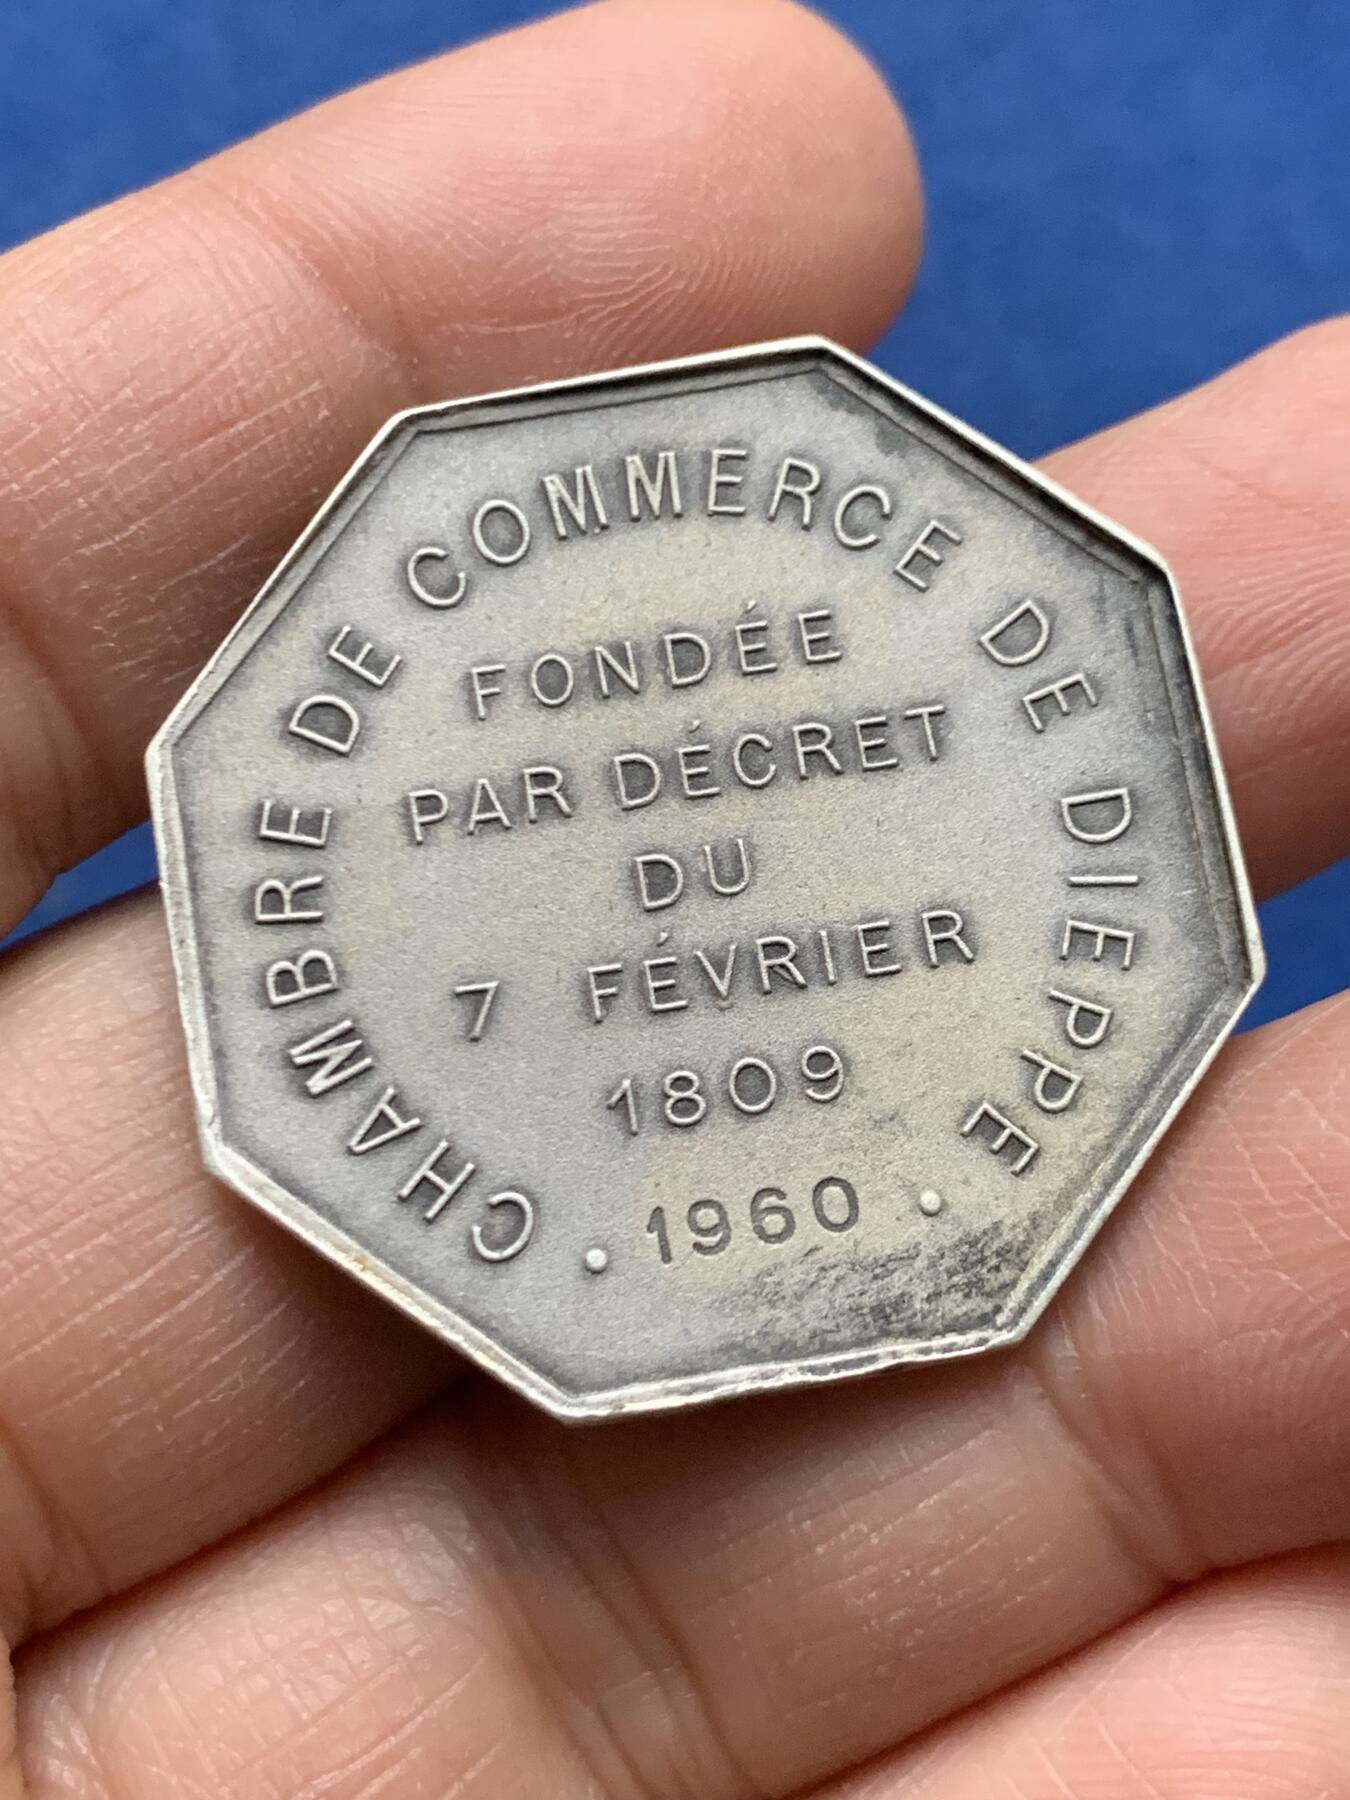 CHAMBRE DE COMMERCE DE DIEPPE
FONDÉE
PAR DÉCRET
DU
7 FÉVRIER
1809
• 1960 •